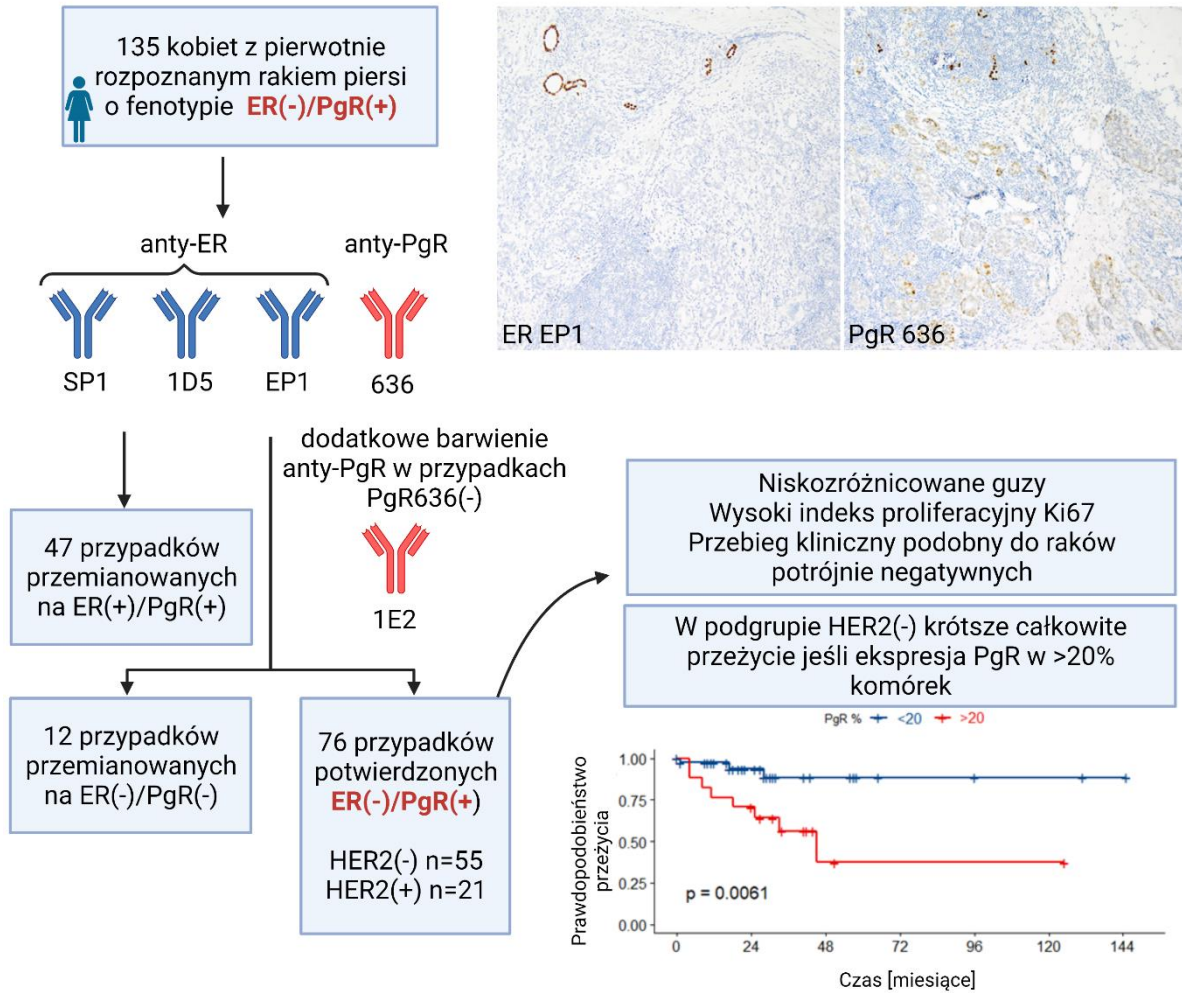 135 kobiet z pierwotnie
rozpoznanym rakiem piersi
o fenotypie ER(-)/PgR(+)
anty-ER
anty-PgR
SP1
1D5
EP1
636
ER EP1
PgR 636
dodatkowe barwienie
anty-PgR w przypadkach
PgR636(-)
1E2
47 przypadków
przemianowanych
na ER(+)/PgR(+)
12 przypadków
przemianowanych
na ER(-)/PgR(-)
76 przypadków
potwierdzonych
ER(-)/PgR(+)
HER2(-) n=55
HER2(+) n=21
Niskozróżnicowane guzy
Wysoki indeks proliferacyjny Ki67
Przebieg kliniczny podobny do raków
potrójnie negatywnych
W podgrupie HER2(-) krótsze całkowite
przeżycie jeśli ekspresja PgR w >20%
komórek
PgR % <20 >20
Prawdopodobieństwo
przeżycia
1.00
0.75
0.50
0.25
0.00
p = 0.0061
0 24 48 72 96 120 144
Czas [miesiące]